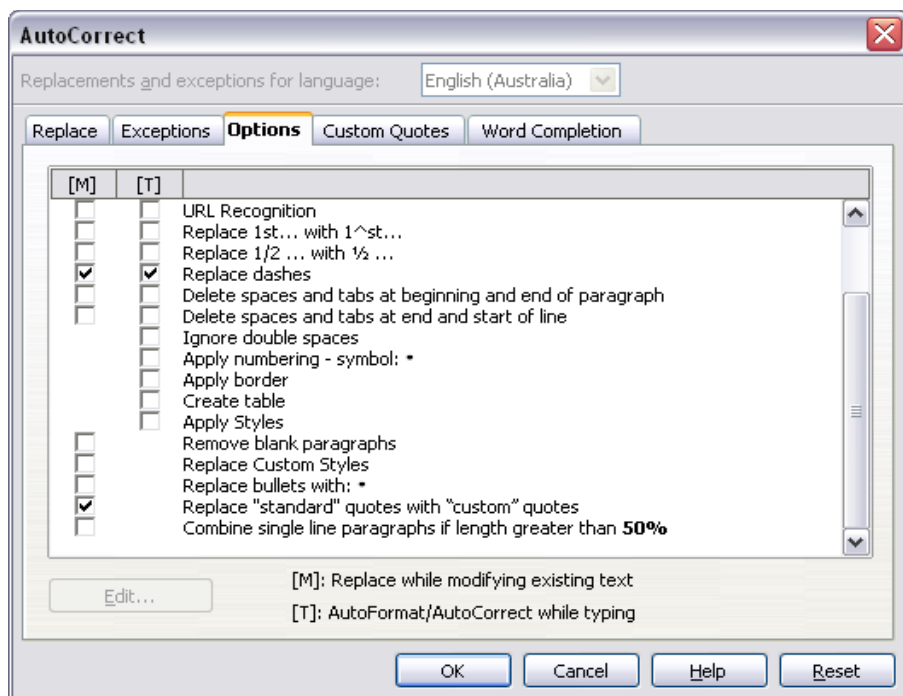 AutoCorrect
Replacements and exceptions for language: English (Australia)
Replace Exceptions Options Custom Quotes Word Completion
[M] [T]
URL Recognition
Replace 1st... with 1^st...
Replace 1/2 ... with ½ ...
Replace dashes
Delete spaces and tabs at beginning and end of paragraph
Delete spaces and tabs at end and start of line
Ignore double spaces
Apply numbering - symbol: •
Apply border
Create table
Apply Styles
Remove blank paragraphs
Replace Custom Styles
Replace bullets with: •
Replace "standard" quotes with “custom” quotes
Combine single line paragraphs if length greater than 50%
[M]: Replace while modifying existing text
Edit...
[T]: AutoFormat/AutoCorrect while typing
OK Cancel Help Reset